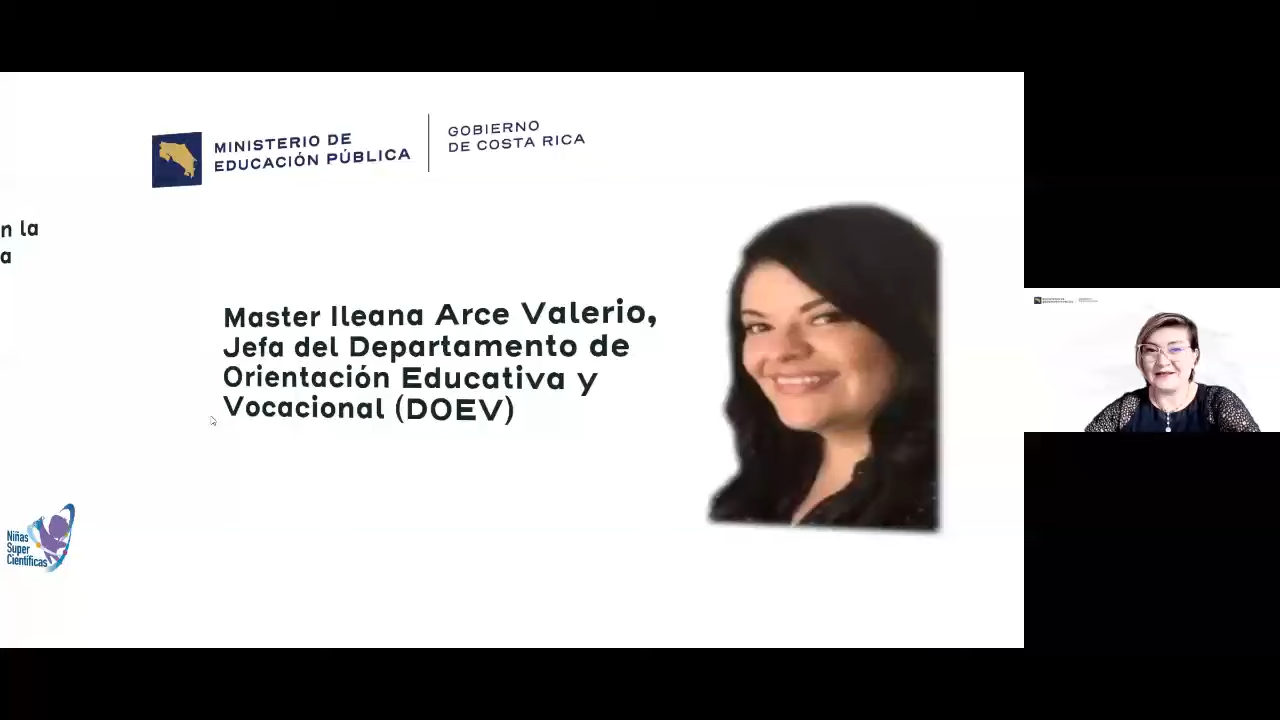 MINISTERIO DE
EDUCACIÓN PÚBLICA
GOBIERNO
DE COSTA RICA
n la
a
Master Ileana Arce Valerio,
Jefa del Departamento de
Orientación Educativa y
Vocacional (DOEV)
Niñas
Super
Científicas